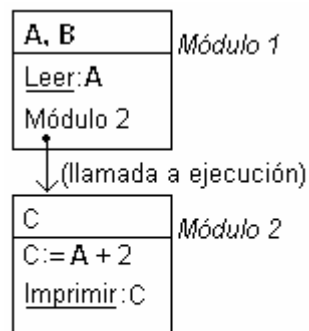 A, B
Módulo 1
Leer:A
Módulo 2
(llamada a ejecución)
C
Módulo 2
C:= A + 2
Imprimir:C